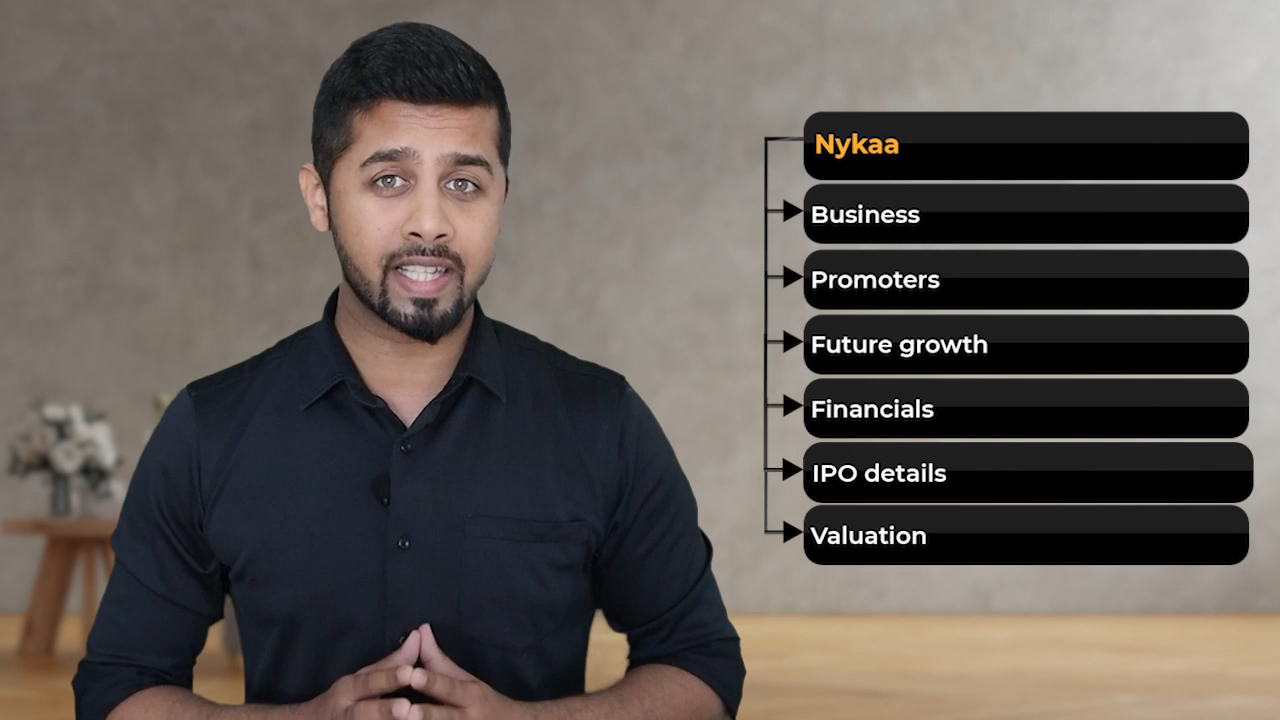 Nykaa
Business
Promoters
Future growth
Financials
IPO details
Valuation